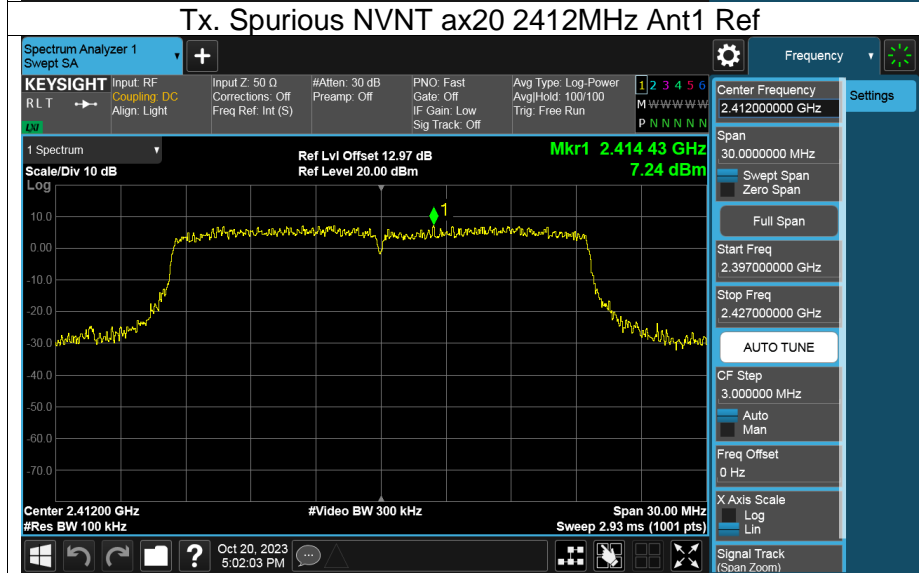 Tx. Spurious NVNT ax20 2412MHz Ant1 Ref
Spectrum Analyzer 1
Swept SA
+
Frequency
KEYSIGHT
RLT
LXI
Input: RF
Coupling: DC
Align: Light
Input Z: 50 Ω
Corrections: Off
Freq Ref: Int (S)
#Atten: 30 dB
Preamp: Off
PNO: Fast
Gate: Off
IF Gain: Low
Sig Track: Off
Avg Type: Log-Power
Avg|Hold: 100/100
Trig: Free Run
1 2 3 4 5 6
M W W W W W
P N N N N N
1 Spectrum
Scale/Div 10 dB
Log
Ref Lvl Offset 12.97 dB
Ref Level 20.00 dBm
Mkr1 2.414 43 GHz
7.24 dBm
1
10.0
0.00
-10.0
-20.0
-30.0
-40.0
-50.0
-60.0
-70.0
Center 2.41200 GHz
#Res BW 100 kHz
#Video BW 300 kHz
Span 30.00 MHz
Sweep 2.93 ms (1001 pts)
Center Frequency
2.412000000 GHz
Settings
Span
30.0000000 MHz
Swept Span
Zero Span
Full Span
Start Freq
2.397000000 GHz
Stop Freq
2.427000000 GHz
AUTO TUNE
CF Step
3.000000 MHz
Auto
Man
Freq Offset
0 Hz
X Axis Scale
Log
Lin
Signal Track
(Span Zoom)
?
Oct 20, 2023
5:02:03 PM